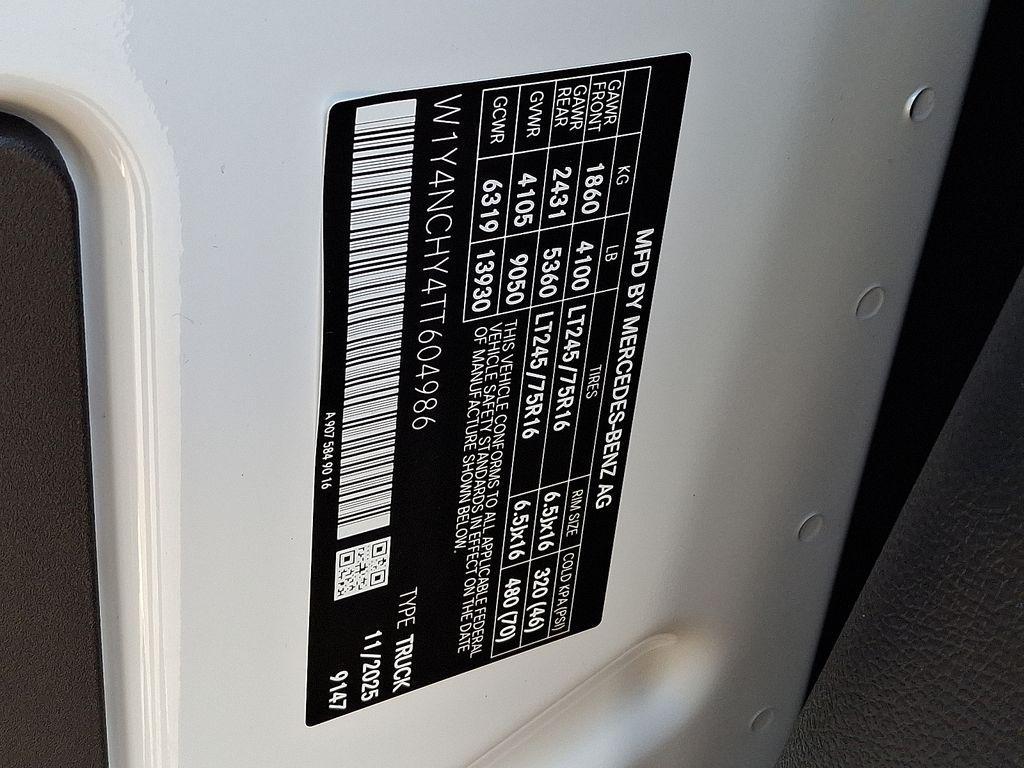 MFD BY MERCEDES-BENZ AG
KG LB TIRES RIM SIZE COLD KPA (PSI)
GAWR FRONT 1860 4100 LT245/75R16 6.5Jx16 320 (46)
GAWR REAR 2431 5360 LT245/75R16 6.5Jx16 480 (70)
GVWR 4105 9050
GCWR 6319 13930
THIS VEHICLE CONFORMS TO ALL APPLICABLE FEDERAL
VEHICLE SAFETY STANDARDS IN EFFECT ON THE DATE
OF MANUFACTURE SHOWN BELOW.
W1Y4NCHY4TT604986
TYPE TRUCK
11/2025
9147
A 907 584 90 16